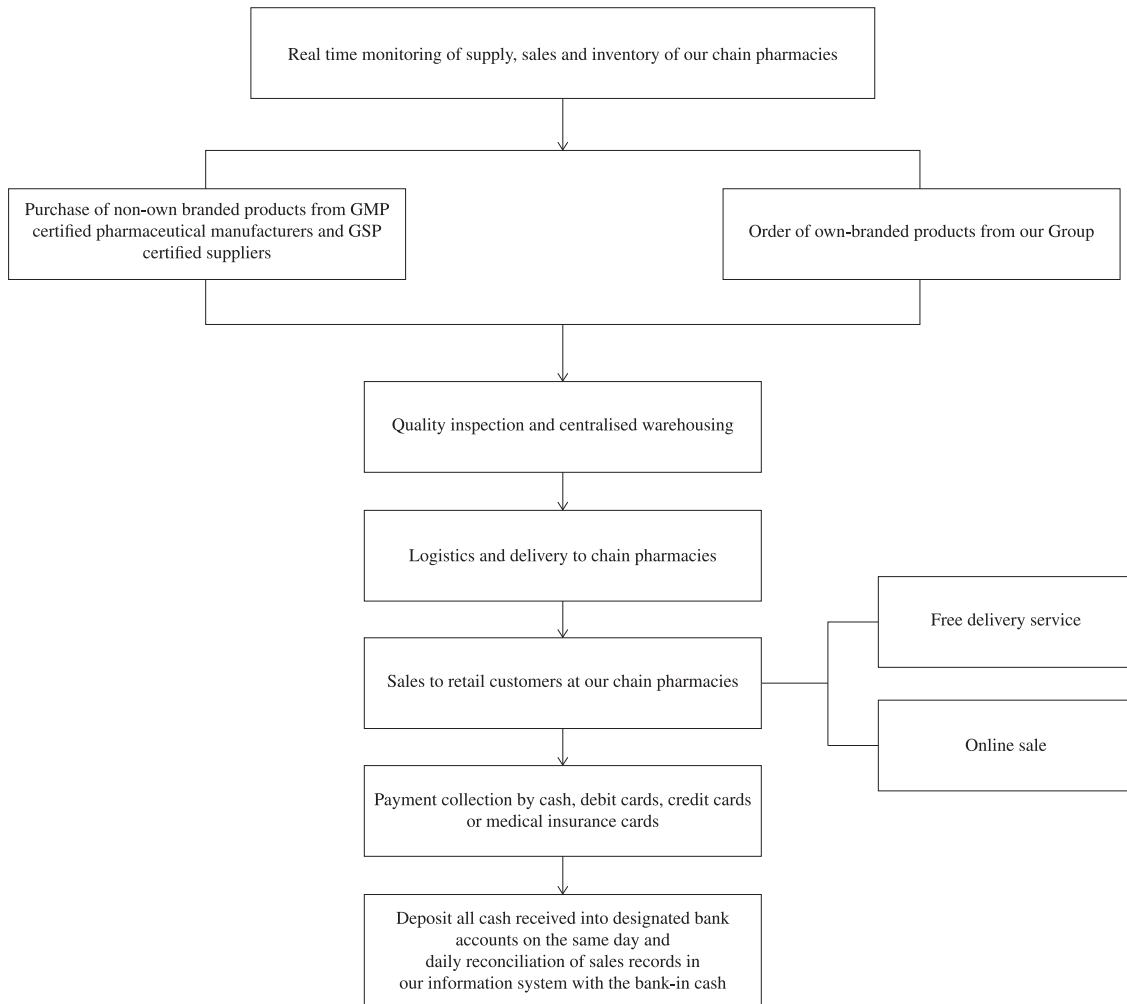 Real time monitoring of supply, sales and inventory of our chain pharmacies
Purchase of non-own branded products from GMP
certified pharmaceutical manufacturers and GSP
certified suppliers
Order of own-branded products from our Group
Quality inspection and centralised warehousing
Logistics and delivery to chain pharmacies
Free delivery service
Sales to retail customers at our chain pharmacies
Online sale
Payment collection by cash, debit cards, credit cards
or medical insurance cards
Deposit all cash received into designated bank
accounts on the same day and
daily reconciliation of sales records in
our information system with the bank-in cash